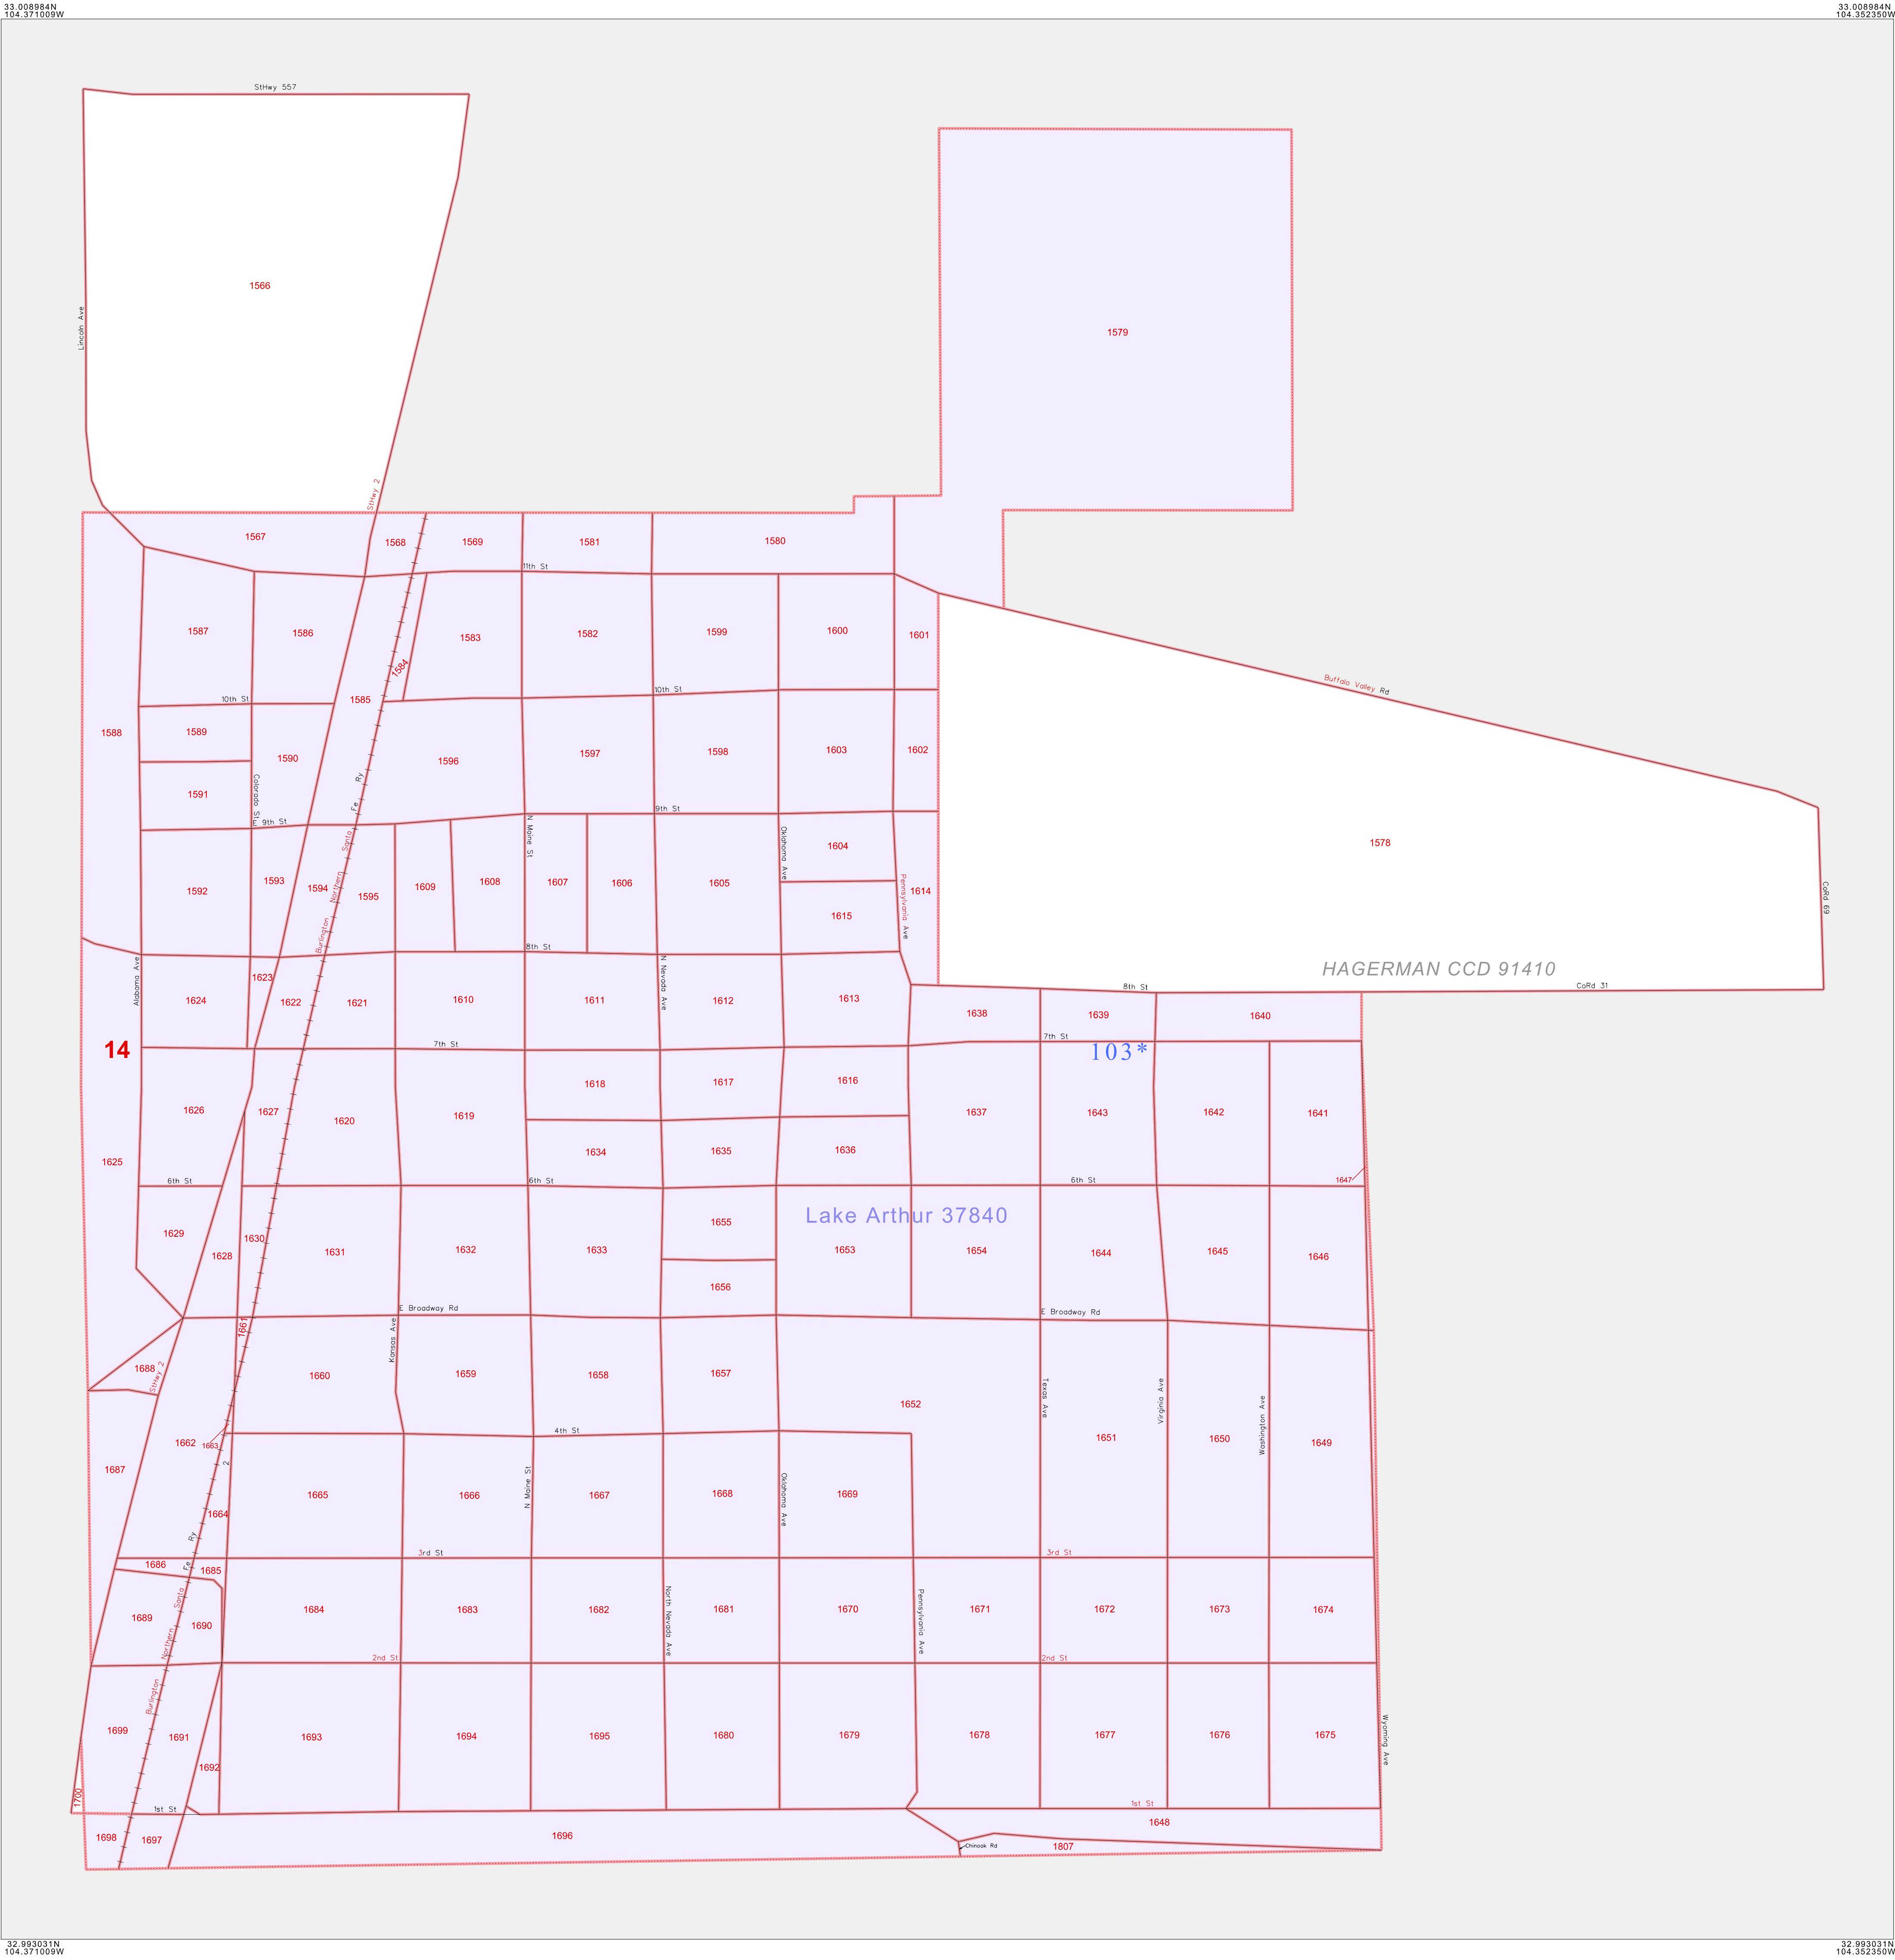 33.008984N
104.371009W
33.008984N
104.352350W
StHwy 557
1566
Lincoln Ave
1579
StHwy 2
1567
1568
1569
1581
1580
11th St
1587
1586
1583
1582
1599
1600
1601
1584
1585
Buffalo Valley Rd
10th St
10th St
1588
1589
1590
1596
1597
1598
1603
1602
1591
Colorado St
E 9th St
9th St
N Maine St
Oklahoma Ave
1578
1604
1592
1593
1594
1595
1609
1608
1607
1606
1605
1614
1615
Pennsylvania Ave
CoRd 69
Burlington Northern Santa Fe Ry
8th St
Alabama Ave
N Nevada Ave
HAGERMAN CCD 91410
8th St
CoRd 31
1623
1624
1622
1621
1610
1611
1612
1613
1638
1639
1640
14
7th St
7th St
103*
1618
1617
1616
1626
1627
1620
1619
1637
1643
1642
1641
1634
1635
1636
1625
6th St
6th St
6th St
1647
Lake Arthur 37840
1629
1630
1628
1631
1632
1633
1655
1653
1654
1644
1645
1646
1656
E Broadway Rd
E Broadway Rd
1661
Kansas Ave
1688
StHwy 2
1660
1659
1658
1657
1652
Texas Ave
Virginia Ave
Washington Ave
4th St
1662
1663
2
1651
1650
1649
1687
N Maine St
Oklahoma Ave
1665
1666
1667
1668
1669
1664
3rd St
3rd St
1686
1685
North Nevada Ave
Pennsylvania Ave
1689
1690
1684
1683
1682
1681
1670
1671
1672
1673
1674
2nd St
2nd St
Burlington Northern Santa Fe Ry
1699
1691
1693
1694
1695
1680
1679
1678
1677
1676
1675
Wyoming Ave
1692
1700
1st St
1st St
1648
1698
1697
1696
Chinook Rd
1807
32.993031N
104.371009W
32.993031N
104.352350W